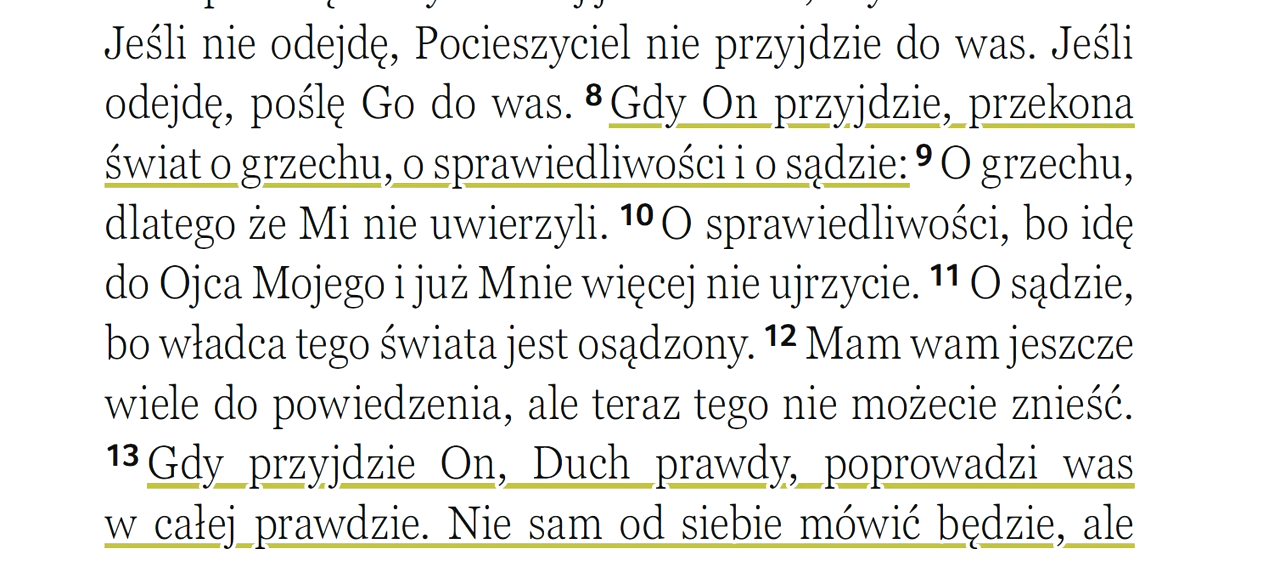 Jeśli nie odejdę, Pocieszyciel nie przyjdzie do was. Jeśli
odejdę, poślę Go do was. 8 Gdy On przyjdzie, przekona
świat o grzechu, o sprawiedliwości i o sądzie: 9 O grzechu,
dlatego że Mi nie uwierzyli. 10 O sprawiedliwości, bo idę
do Ojca Mojego i już Mnie więcej nie ujrzycie. 11 O sądzie,
bo władca tego świata jest osądzony. 12 Mam wam jeszcze
wiele do powiedzenia, ale teraz tego nie możecie znieść.
13 Gdy przyjdzie On, Duch prawdy, poprowadzi was
w całej prawdzie. Nie sam od siebie mówić będzie, ale